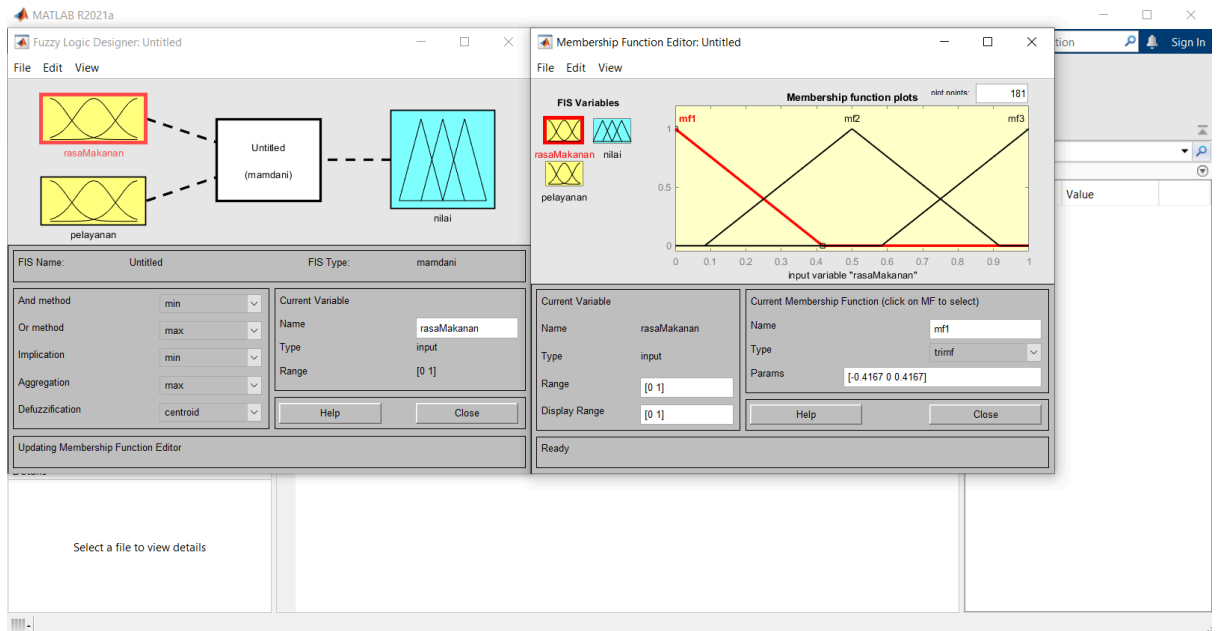 MATLAB R2021a
Fuzzy Logic Designer: Untitled
File Edit View
rasaMakanan
pelayanan
Untitled
(mamdani)
nilai
FIS Name: Untitled FIS Type: mamdani
And method min
Or method max
Implication min
Aggregation max
Defuzzification centroid
Current Variable
Name rasaMakanan
Type input
Range [0 1]
Help Close
Updating Membership Function Editor
Membership Function Editor: Untitled
File Edit View
FIS Variables
rasaMakanan nilai
pelayanan
Membership function plots plot points: 181
mf1 mf2 mf3
1
0.5
0
0 0.1 0.2 0.3 0.4 0.5 0.6 0.7 0.8 0.9 1
input variable "rasaMakanan"
Current Variable
Name rasaMakanan
Type input
Range [0 1]
Display Range [0 1]
Current Membership Function (click on MF to select)
Name mf1
Type trimf
Params [-0.4167 0 0.4167]
Help Close
Ready
Sign In
Value
Select a file to view details